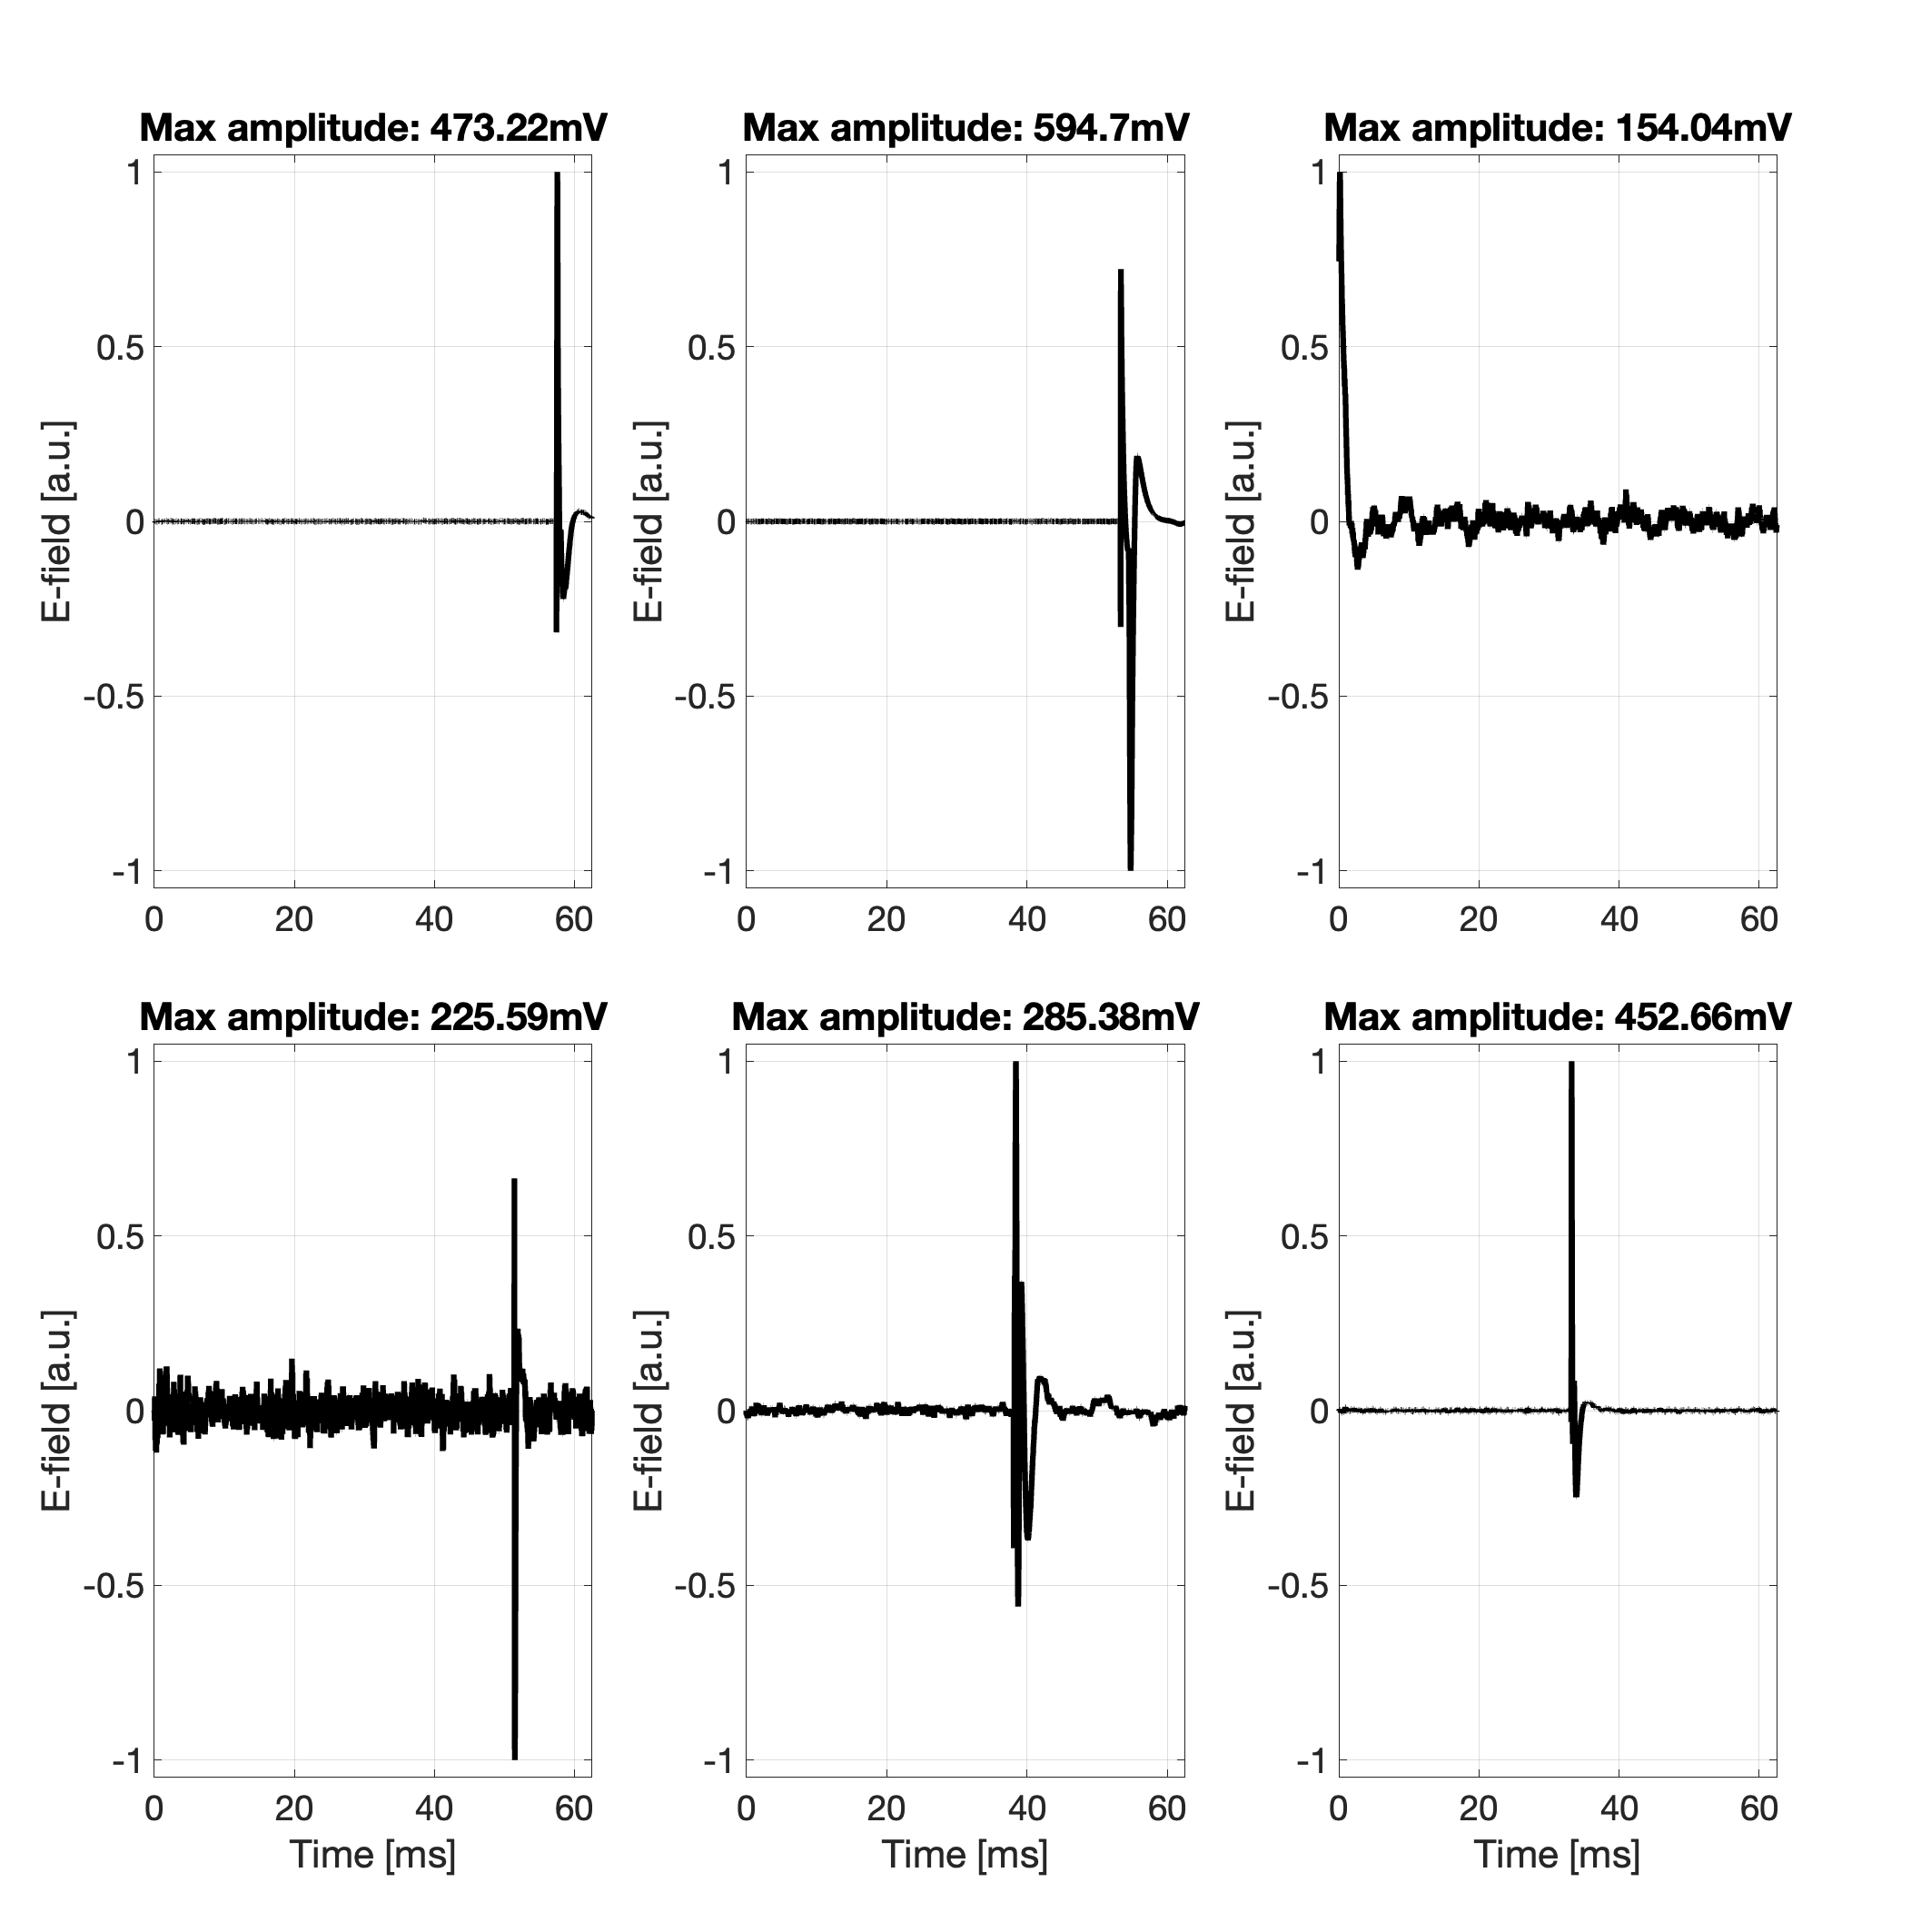 Max amplitude: 473.22mV
1
0.5
0
-0.5
-1
E-field [a.u.]
0 20 40 60
Max amplitude: 594.7mV
1
0.5
0
-0.5
-1
E-field [a.u.]
0 20 40 60
Max amplitude: 154.04mV
1
0.5
0
-0.5
-1
E-field [a.u.]
0 20 40 60
Max amplitude: 225.59mV
1
0.5
0
-0.5
-1
E-field [a.u.]
0 20 40 60
Time [ms]
Max amplitude: 285.38mV
1
0.5
0
-0.5
-1
E-field [a.u.]
0 20 40 60
Time [ms]
Max amplitude: 452.66mV
1
0.5
0
-0.5
-1
E-field [a.u.]
0 20 40 60
Time [ms]